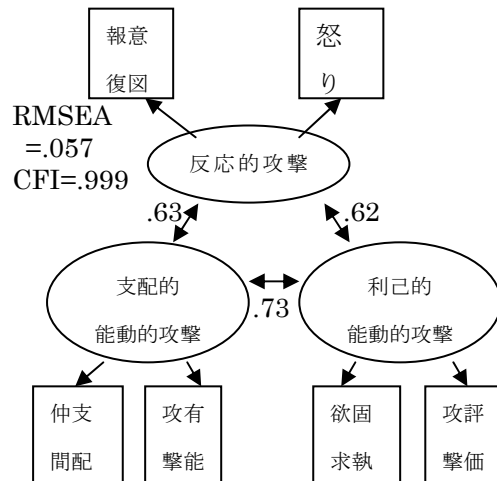 報意
復図
怒
り
RMSEA
=.057
CFI=.999
反応的攻撃
.63
.62
支配的
能動的攻撃
.73
利己的
能動的攻撃
仲支
間配
攻有
撃能
欲固
求執
攻評
撃価